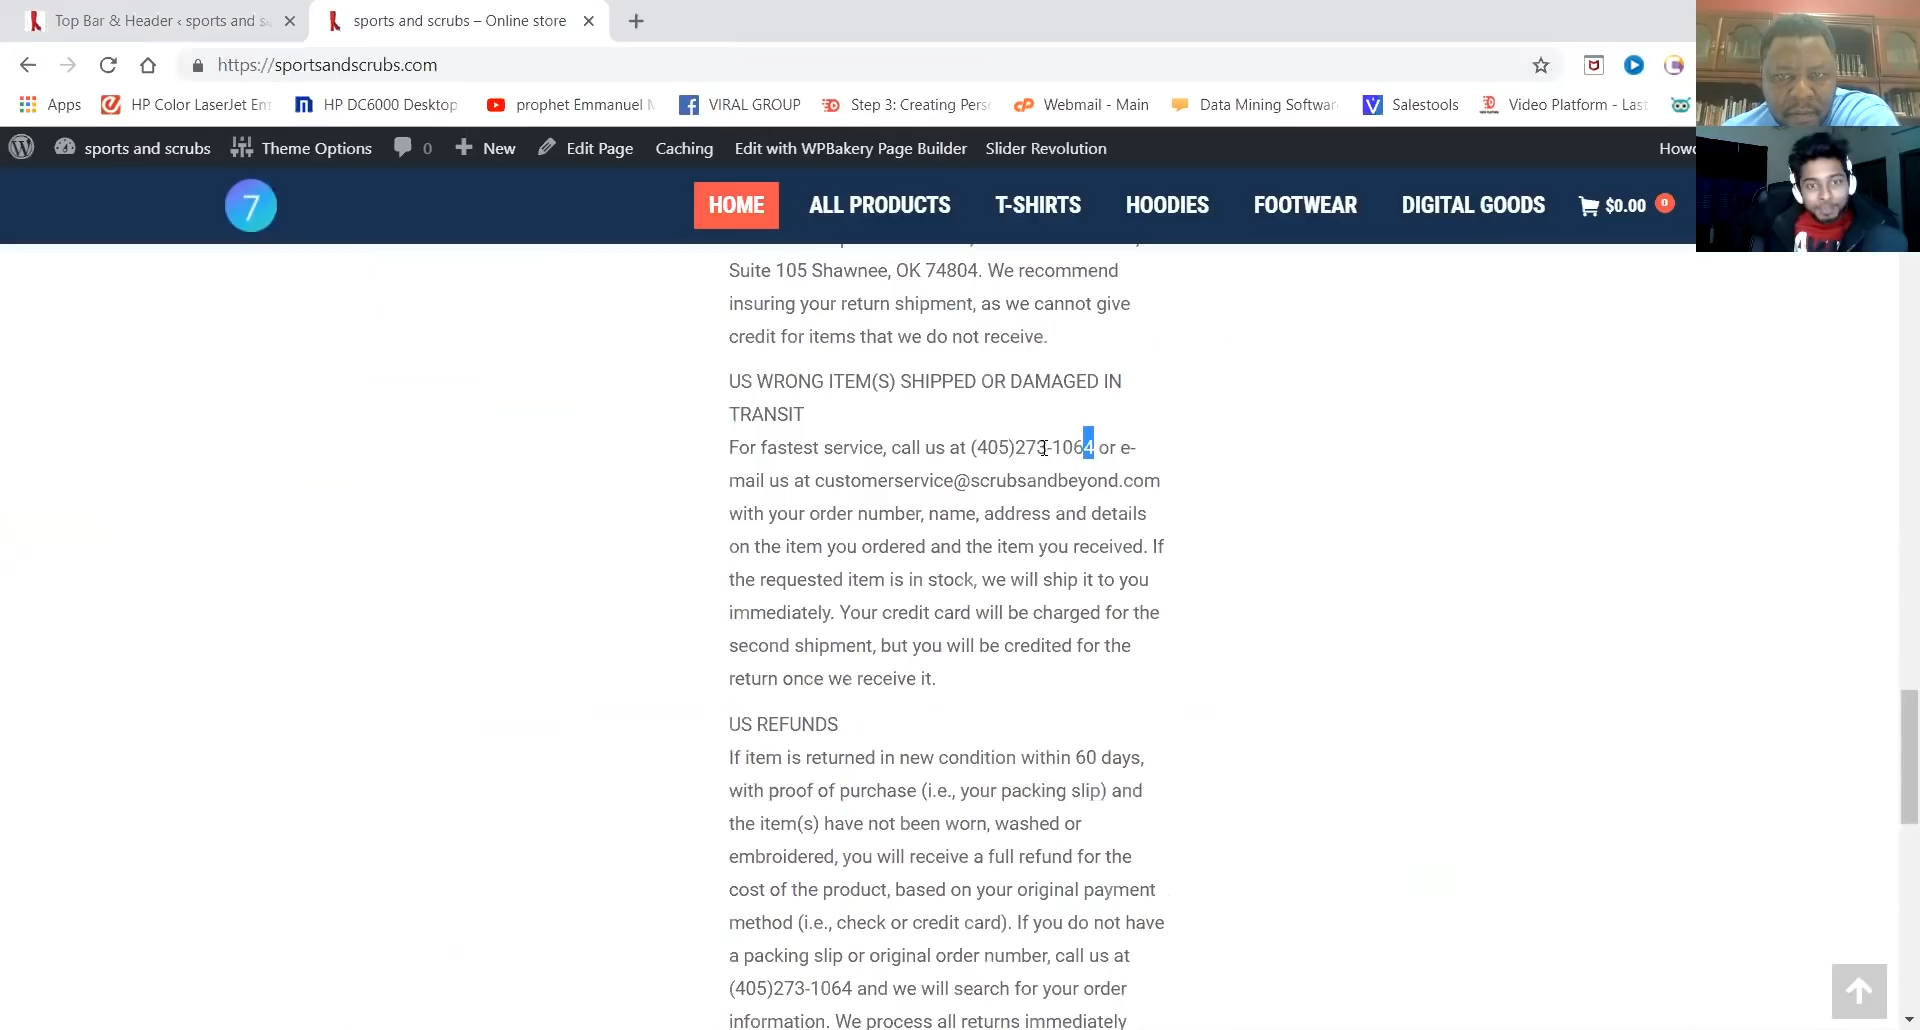 Top Bar & Header ‹ sports and s
sports and scrubs – Online store
https://sportsandscrubs.com
Apps
HP Color LaserJet Ent
HP DC6000 Desktop
prophet Emmanuel M
VIRAL GROUP
Step 3: Creating Perso
Webmail - Main
Data Mining Software
Salestools
Video Platform - Last
sports and scrubs
Theme Options
0
New
Edit Page
Caching
Edit with WPBakery Page Builder
Slider Revolution
Howd
7
HOME
ALL PRODUCTS
T-SHIRTS
HOODIES
FOOTWEAR
DIGITAL GOODS
$0.00
0
Suite 105 Shawnee, OK 74804. We recommend
insuring your return shipment, as we cannot give
credit for items that we do not receive.
US WRONG ITEM(S) SHIPPED OR DAMAGED IN
TRANSIT
For fastest service, call us at (405)273-1064 or e-
mail us at customerservice@scrubsandbeyond.com
with your order number, name, address and details
on the item you ordered and the item you received. If
the requested item is in stock, we will ship it to you
immediately. Your credit card will be charged for the
second shipment, but you will be credited for the
return once we receive it.
US REFUNDS
If item is returned in new condition within 60 days,
with proof of purchase (i.e., your packing slip) and
the item(s) have not been worn, washed or
embroidered, you will receive a full refund for the
cost of the product, based on your original payment
method (i.e., check or credit card). If you do not have
a packing slip or original order number, call us at
(405)273-1064 and we will search for your order
information. We process all returns immediately